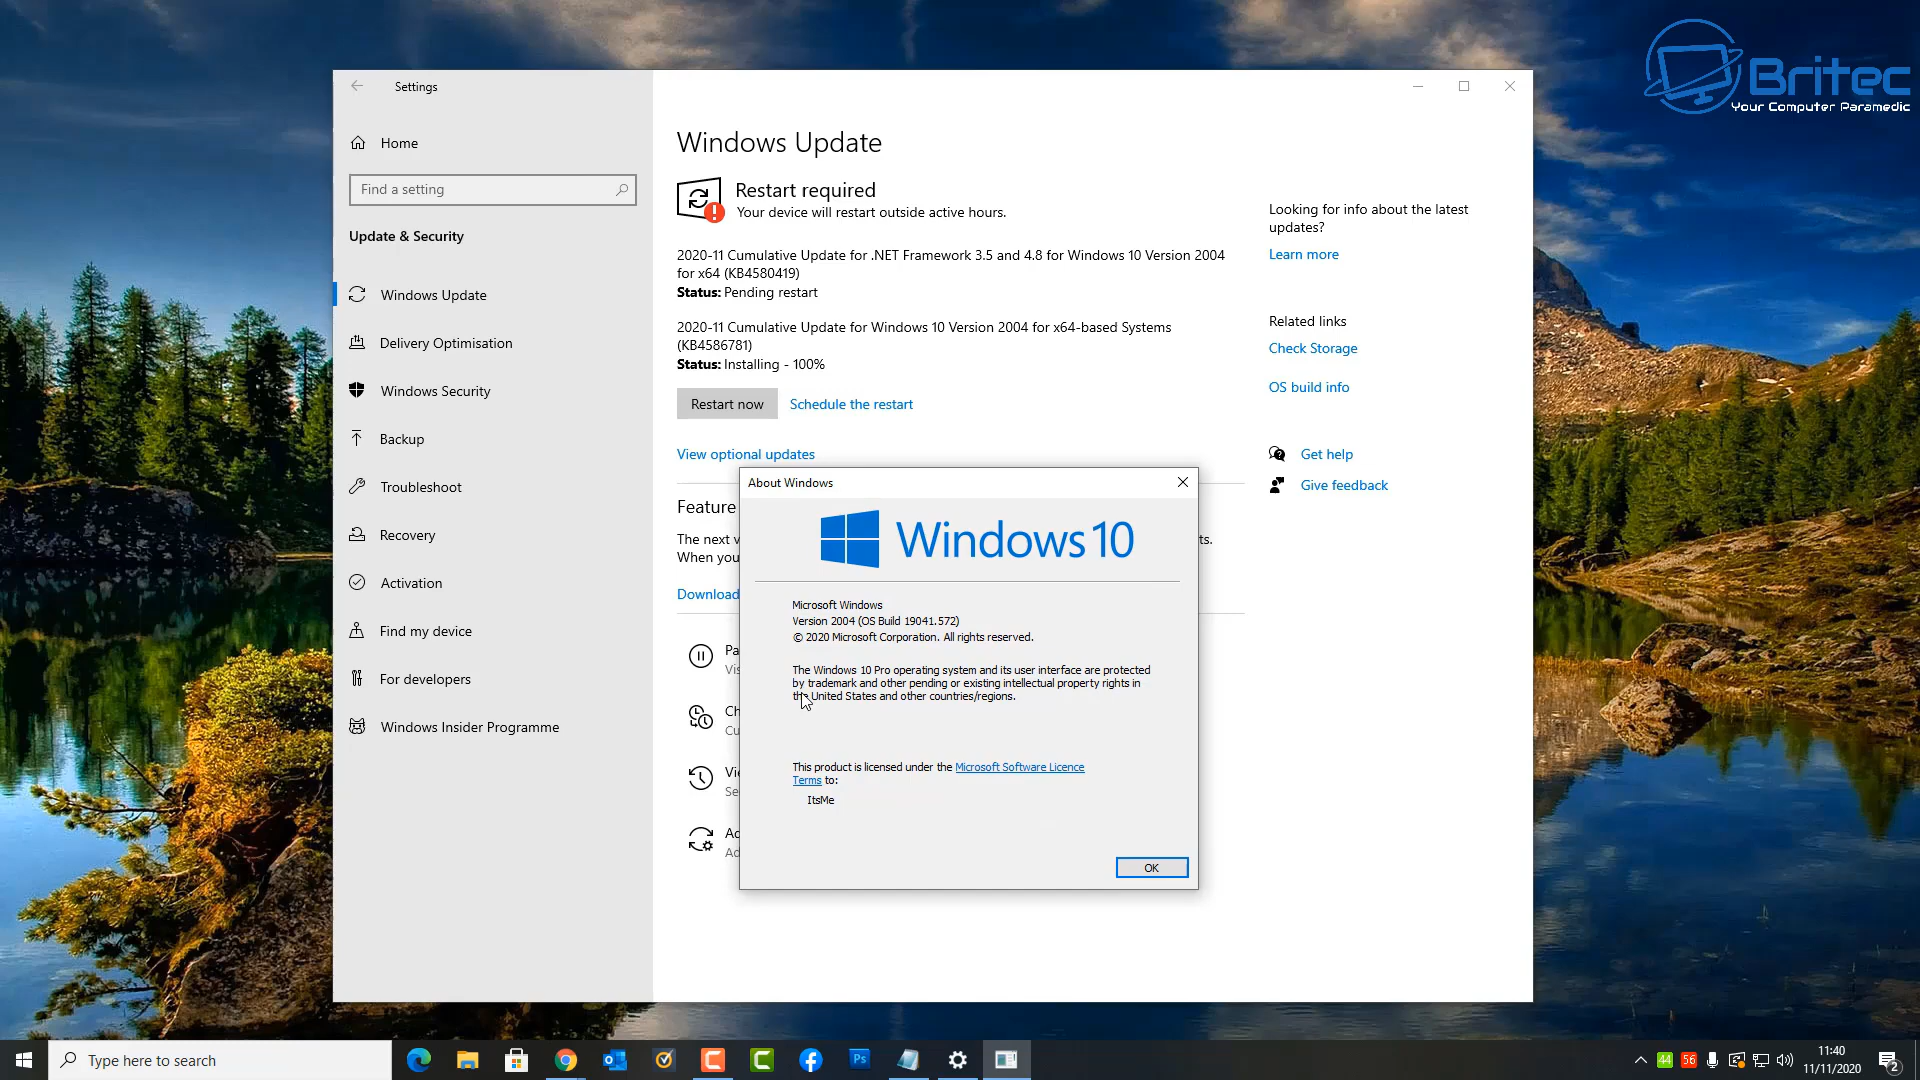 Britec
Your Computer Paramedic
Settings
Home
Find a setting
Update & Security
Windows Update
Delivery Optimisation
Windows Security
Backup
Troubleshoot
Recovery
Activation
Find my device
For developers
Windows Insider Programme
Windows Update
Restart required
Your device will restart outside active hours.
2020-11 Cumulative Update for .NET Framework 3.5 and 4.8 for Windows 10 Version 2004
for x64 (KB4580419)
Status: Pending restart
2020-11 Cumulative Update for Windows 10 Version 2004 for x64-based Systems
(KB4586781)
Status: Installing - 100%
Restart now
Schedule the restart
View optional updates
Feature
The next v
ts.
When you
Download
Pa
Vis
Ch
Cu
Vi
Se
Ad
Ad
Looking for info about the latest
updates?
Learn more
Related links
Check Storage
OS build info
Get help
Give feedback
About Windows
Windows 10
Microsoft Windows
Version 2004 (OS Build 19041.572)
© 2020 Microsoft Corporation. All rights reserved.
The Windows 10 Pro operating system and its user interface are protected
by trademark and other pending or existing intellectual property rights in
the United States and other countries/regions.
This product is licensed under the Microsoft Software Licence
Terms to:
ItsMe
OK
Type here to search
Ps
44
56
11:40
11/11/2020
2